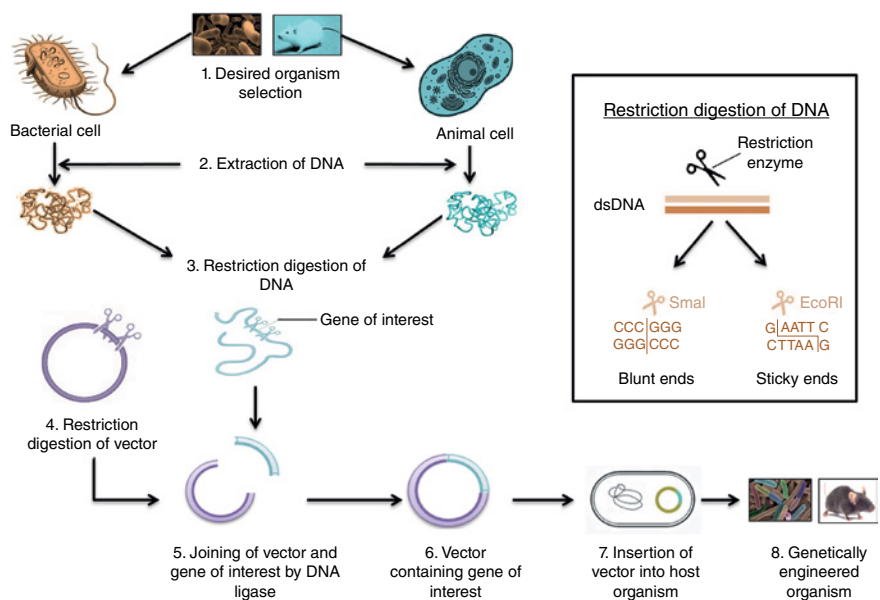 1. Desired organism
selection
Bacterial cell
Animal cell
2. Extraction of DNA
3. Restriction digestion of
DNA
Gene of interest
4. Restriction
digestion of vector
5. Joining of vector and
gene of interest by DNA
ligase
6. Vector
containing gene of
interest
7. Insertion of
vector into host
organism
8. Genetically
engineered
organism
Restriction digestion of DNA
Restriction
enzyme
dsDNA
SmaI
CCC GGG
GGG CCC
Blunt ends
EcoRI
G AATT C
C TTAA G
Sticky ends